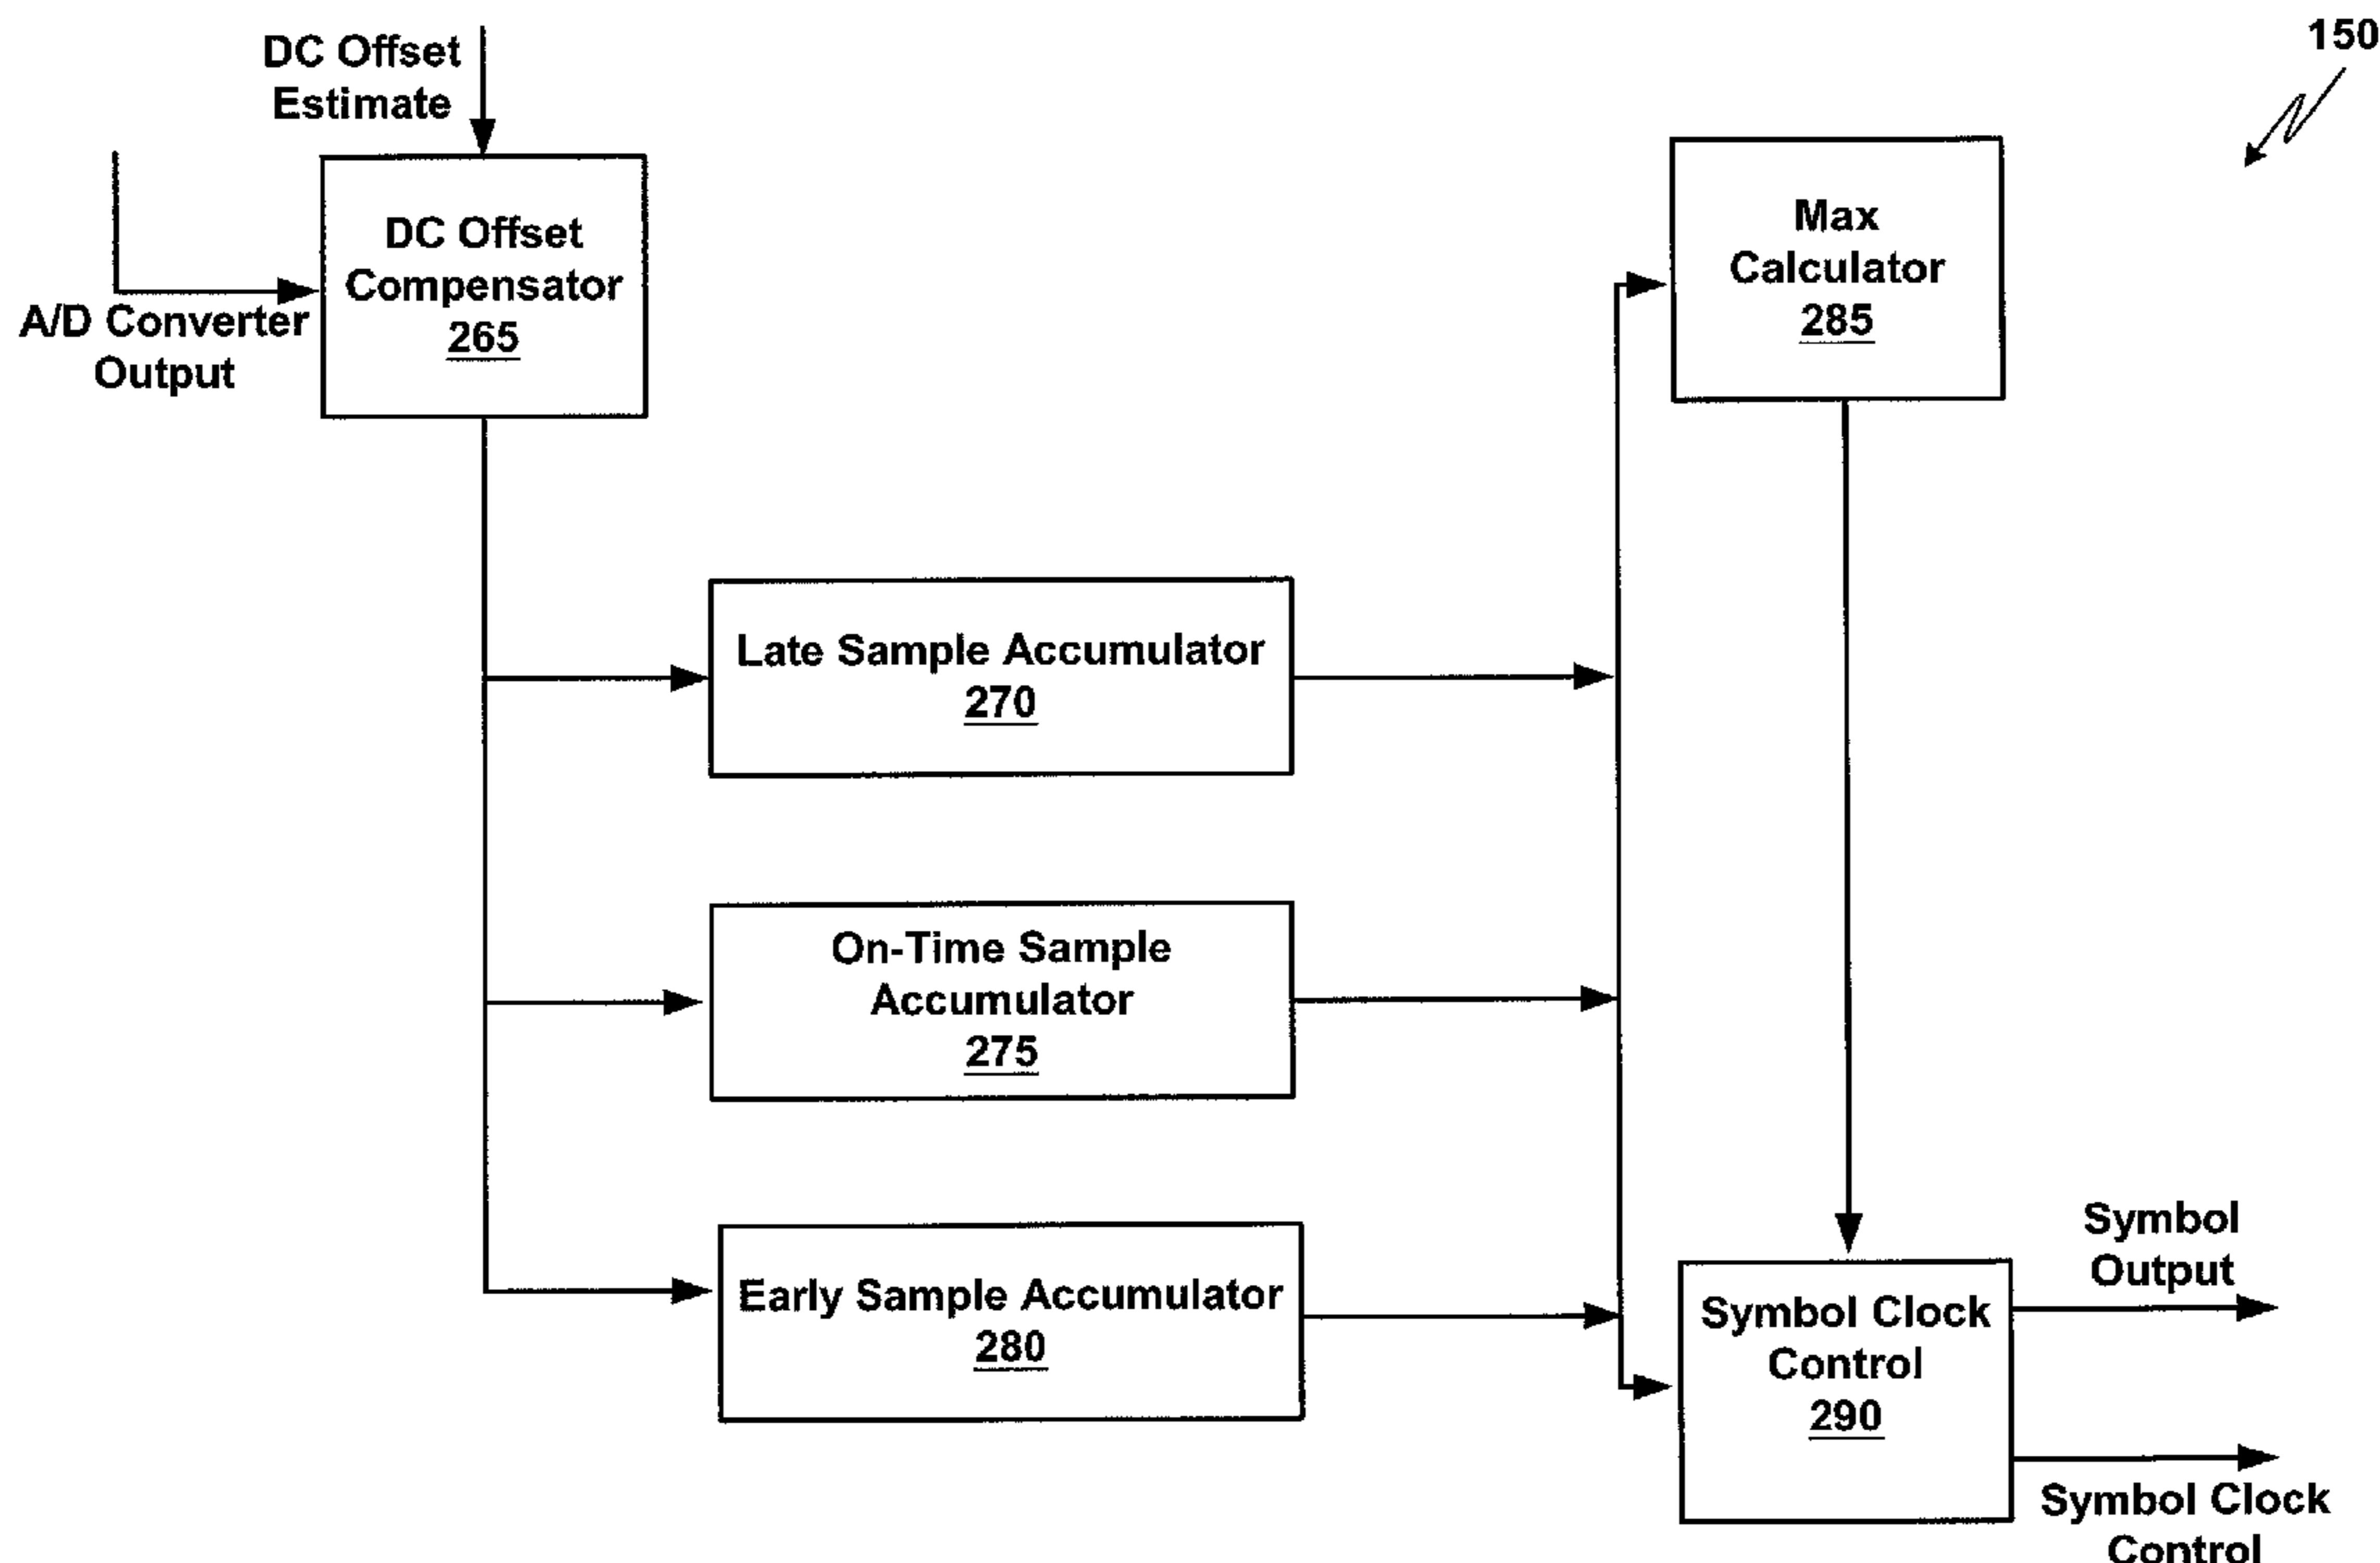 150
DC Offset
Estimate
DC Offset
Compensator
265
A/D Converter
Output
Max
Calculator
285
Late Sample Accumulator
270
On-Time Sample
Accumulator
275
Early Sample Accumulator
280
Symbol Clock
Control
290
Symbol
Output
Symbol Clock
Control